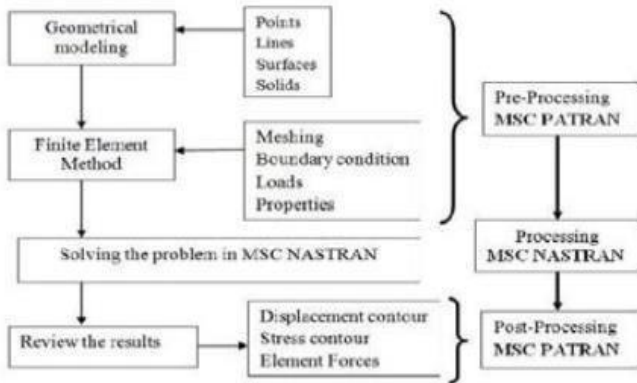 Geometrical
modeling
Points
Lines
Surfaces
Solids
Finite Element
Method
Meshing
Boundary condition
Loads
Properties
Pre-Processing
MSC PATRAN
Solving the problem in MSC NASTRAN
Processing
MSC NASTRAN
Review the results
Displacement contour
Stress contour
Element Forces
Post-Processing
MSC PATRAN